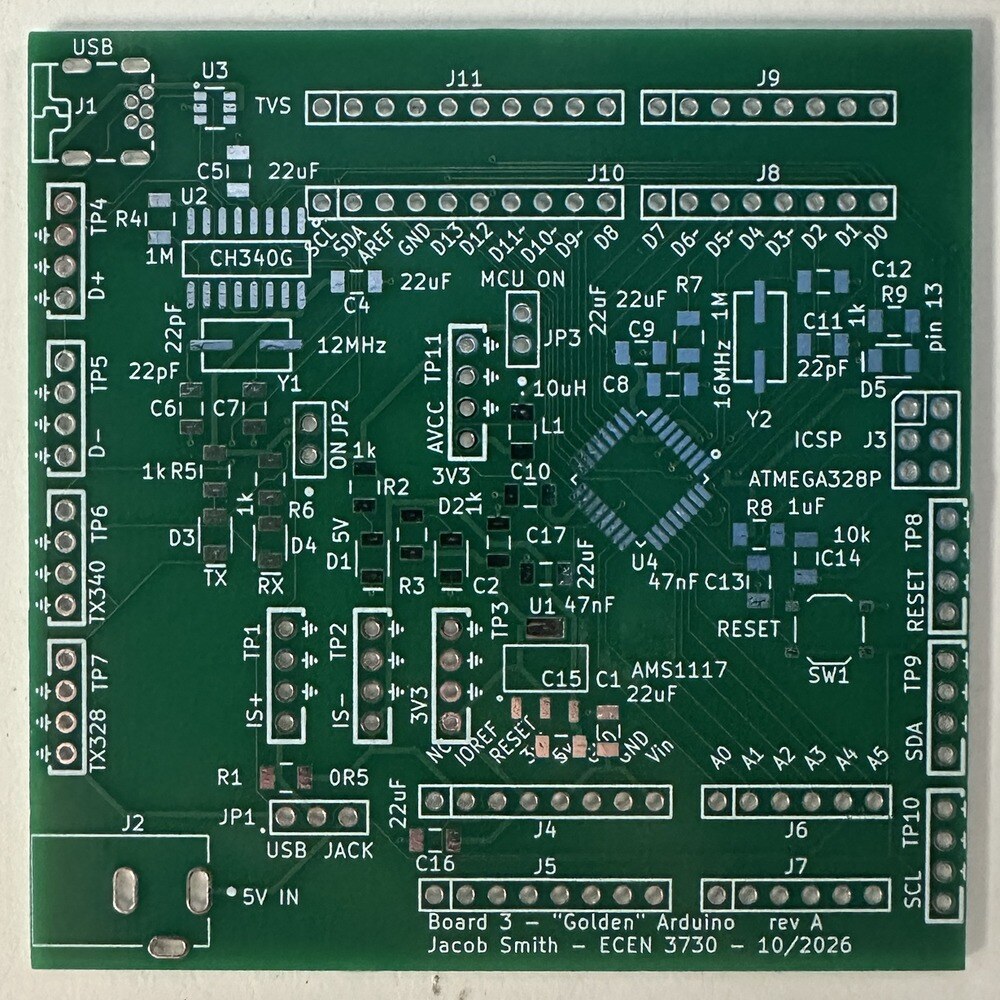 USB
U3
J11
J9
J1
TVS
C5
22uF
J10
J8
TP4
R4
U2
1M
CH340G
SCL
SDA
AREF
GND
D13
D12
D11~
D10~
D9~
D8
D7
D6~
D5~
D4
D3~
D2
D1
D0
D+
C4
22uF
MCU ON
22uF
22uF
R7
C12
22pF
12MHz
JP3
C9
1M
16MHz
C11
1k
R9
pin 13
TP5
22pF
Y1
TP11
10uH
C8
22pF
D5
C6
C7
ON JP2
AVCC
L1
Y2
ICSP
J3
D-
1k R5
1k
1k
R2
3V3
C10
ATMEGA328P
R6
D2
1k
R8
1uF
TP6
D3
D4
5V
D1
C17
22uF
U4
10k
C14
TP8
TX
RX
R3
C2
47nF
47nF
C13
RESET
TX340
TP1
TP2
TP3
U1
RESET
SW1
TP7
IS+
IS-
3V3
C15
C1
AMS1117
22uF
TP9
TX328
NC
IOREF
RESET
5V
GND
Vin
A0
A1
A2
A3
A4
A5
SDA
R1
0R5
22uF
TP10
JP1
USB
JACK
J4
J6
J2
C16
J5
J7
SCL
5V IN
Board 3 - "Golden" Arduino rev A
Jacob Smith - ECEN 3730 - 10/2026